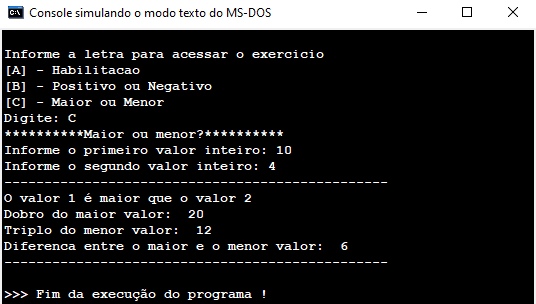 Console simulando o modo texto do MS-DOS
Informe a letra para acessar o exercicio
[A] - Habilitacao
[B] - Positivo ou Negativo
[C] - Maior ou Menor
Digite: C
**********Maior ou menor?**********
Informe o primeiro valor inteiro: 10
Informe o segundo valor inteiro: 4
------------------------------------------------
O valor 1 é maior que o valor 2
Dobro do maior valor:  20
Triplo do menor valor:  12
Diferenca entre o maior e o menor valor:  6
------------------------------------------------
>>> Fim da execução do programa !